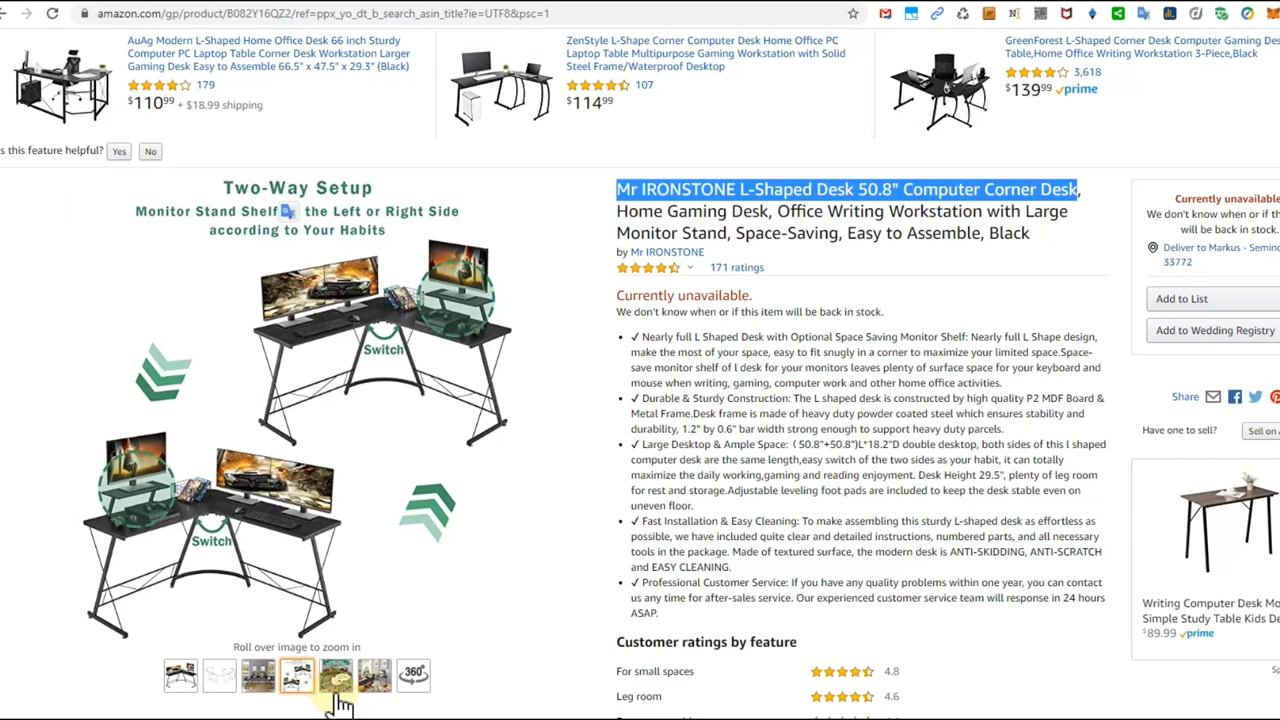 amazon.com/gp/product/B082Y16QZ2/ref=ppx_yo_dt_b_search_asin_title?ie=UTF8&psc=1
AuAg Modern L-Shaped Home Office Desk 66 inch Sturdy
Computer PC Laptop Table Corner Desk Workstation Larger
Gaming Desk Easy to Assemble 66.5" x 47.5" x 29.3" (Black)
179
$110⁹⁹ + $18.99 shipping
ZenStyle L-Shape Corner Computer Desk Home Office PC
Laptop Table Multipurpose Gaming Workstation with Solid
Steel Frame/Waterproof Desktop
107
$114⁹⁹
GreenForest L-Shaped Corner Desk Computer Gaming Des
Table,Home Office Writing Workstation 3-Piece,Black
3,618
$139⁹⁹ prime
s this feature helpful? Yes No
Two-Way Setup
Monitor Stand Shelf the Left or Right Side
according to Your Habits
Switch
Switch
Roll over image to zoom in
360°
Mr IRONSTONE L-Shaped Desk 50.8" Computer Corner Desk,
Home Gaming Desk, Office Writing Workstation with Large
Monitor Stand, Space-Saving, Easy to Assemble, Black
by Mr IRONSTONE
171 ratings
Currently unavailable.
We don't know when or if this item will be back in stock.
• ✓ Nearly full L Shaped Desk with Optional Space Saving Monitor Shelf: Nearly full L Shape design,
make the most of your space, easy to fit snugly in a corner to maximize your limited space.Space-
save monitor shelf of l desk for your monitors leaves plenty of surface space for your keyboard and
mouse when writing, gaming, computer work and other home office activities.
• ✓ Durable & Sturdy Construction: The L shaped desk is constructed by high quality P2 MDF Board &
Metal Frame.Desk frame is made of heavy duty powder coated steel which ensures stability and
durability, 1.2" by 0.6" bar width strong enough to support heavy duty parcels.
• ✓ Large Desktop & Ample Space:（50.8"+50.8")L*18.2"D double desktop, both sides of this l shaped
computer desk are the same length,easy switch of the two sides as your habit, it can totally
maximize the daily working,gaming and reading enjoyment. Desk Height 29.5", plenty of leg room
for rest and storage.Adjustable leveling foot pads are included to keep the desk stable even on
uneven floor.
• ✓ Fast Installation & Easy Cleaning: To make assembling this sturdy L-shaped desk as effortless as
possible, we have included quite clear and detailed instructions, numbered parts, and all necessary
tools in the package. Made of textured surface, the modern desk is ANTI-SKIDDING, ANTI-SCRATCH
and EASY CLEANING.
• ✓ Professional Customer Service: If you have any quality problems within one year, you can contact
us any time for after-sales service. Our experienced customer service team will response in 24 hours
ASAP.
Customer ratings by feature
For small spaces 4.8
Leg room 4.6
Currently unavailable
We don't know when or if th
will be back in stock.
Deliver to Markus - Semino
33772
Add to List
Add to Wedding Registry
Share
Have one to sell? Sell on A
Writing Computer Desk Mo
Simple Study Table Kids De
$89.99 prime
Sp